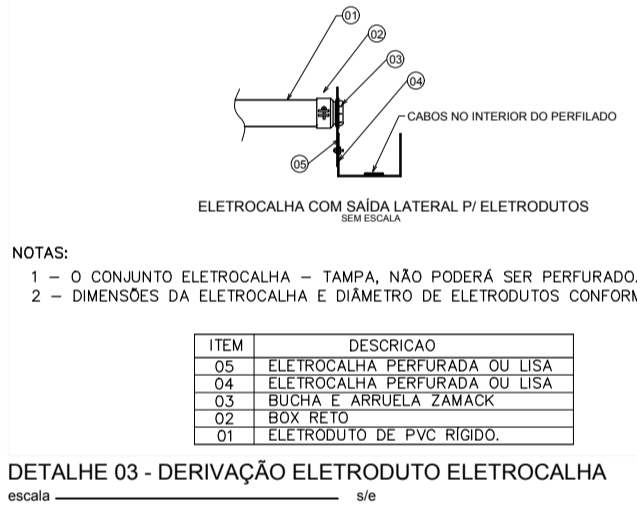 01
02
03
04
CABOS NO INTERIOR DO PERFILADO
05
ELETROCALHA COM SAÍDA LATERAL P/ ELETRODUTOS
SEM ESCALA
NOTAS:
1 – O CONJUNTO ELETROCALHA – TAMPA, NÃO PODERÁ SER PERFURADO.
2 – DIMENSÕES DA ELETROCALHA E DIÂMETRO DE ELETRODUTOS
ITEM DESCRICAO
05 ELETROCALHA PERFURADA OU LISA
04 ELETROCALHA PERFURADA OU LISA
03 BUCHA E ARRUELA ZAMACK
02 BOX RETO
01 ELETRODUTO DE PVC RÍGIDO.
DETALHE 03 - DERIVAÇÃO ELETRODUTO ELETROCALHA
escala s/e